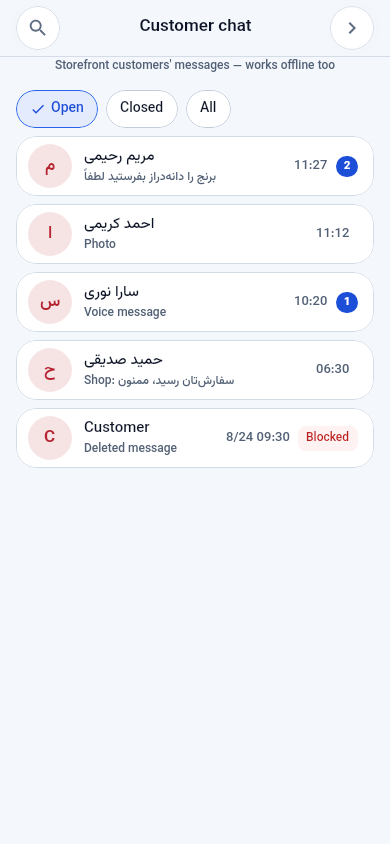 Customer chat
Storefront customers' messages — works offline too
Open
Closed
All
م
مریم رحیمی
11:27
2
برنج را دانه‌دراز بفرستید لطفاً
ا
احمد کریمی
11:12
Photo
س
سارا نوری
10:20
1
Voice message
ح
حمید صدیقی
06:30
Shop: سفارش‌تان رسید، ممنون
C
Customer
8/24 09:30
Blocked
Deleted message